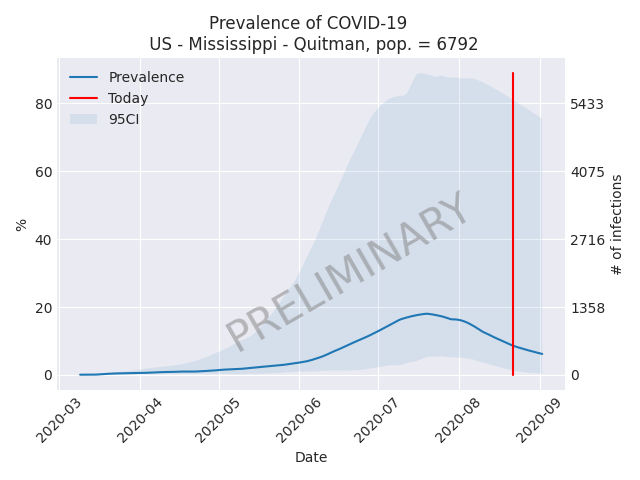 Prevalence of COVID-19
US - Mississippi - Quitman, pop. = 6792
Prevalence
Today
95CI
80
60
40
20
0
%
5433
4075
2716
1358
0
# of infections
PRELIMINARY
2020-03
2020-04
2020-05
2020-06
2020-07
2020-08
2020-09
Date